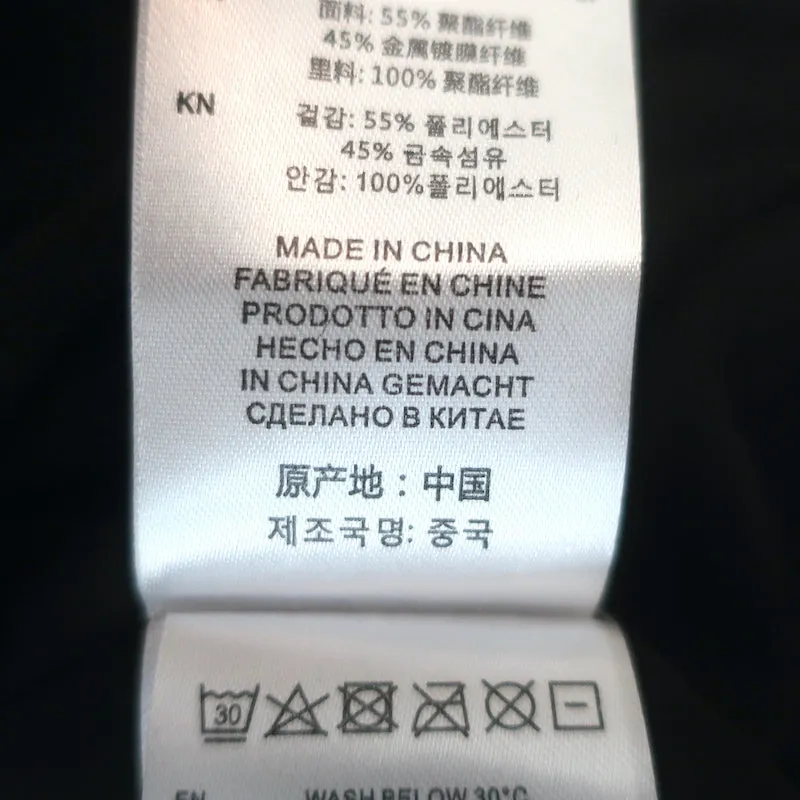 面料: 55% 聚酯纤维
45% 金属镀膜纤维
里料: 100% 聚酯纤维
KN
겉감: 55% 폴리에스터
45% 금속섬유
안감: 100%폴리에스터
MADE IN CHINA
FABRIQUÉ EN CHINE
PRODOTTO IN CINA
HECHO EN CHINA
IN CHINA GEMACHT
СДЕЛАНО В КИТАЕ
原产地：中国
제조국명: 중국
30
EN WASH BELOW 30°C